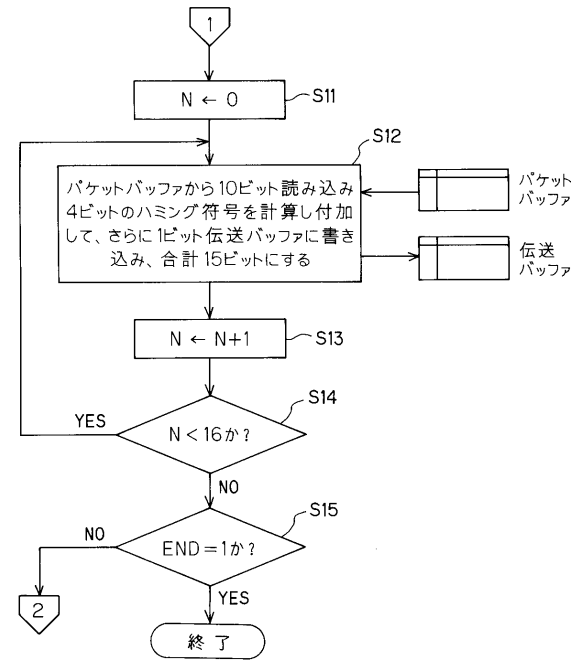 1
N ← 0
S11
S12
パケットバッファから10ビット読み込み
4ビットのハミング符号を計算し付加
して、さらに1ビット伝送バッファに書き
込み、合計15ビットにする
パケット
バッファ
伝送
バッファ
N ← N+1
S13
S14
YES
N<16か?
NO
S15
NO
END=1か?
YES
2
終了